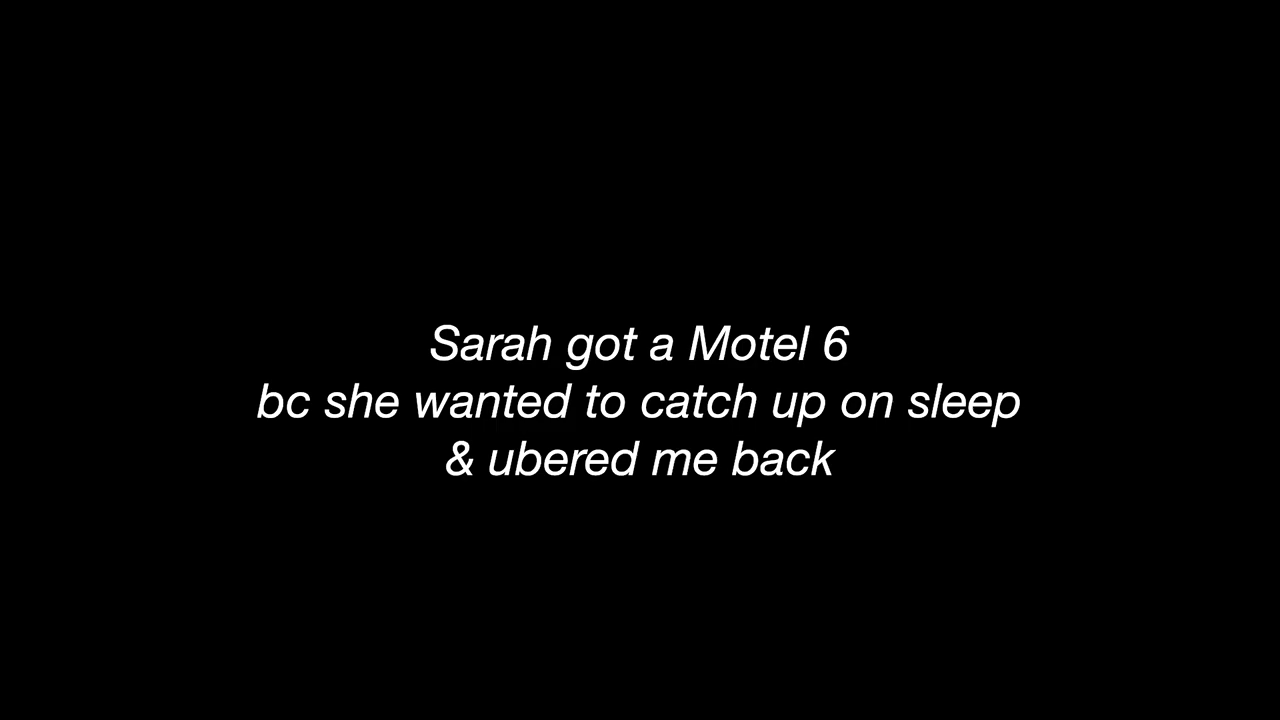 Sarah got a Motel 6
bc she wanted to catch up on sleep
& ubered me back